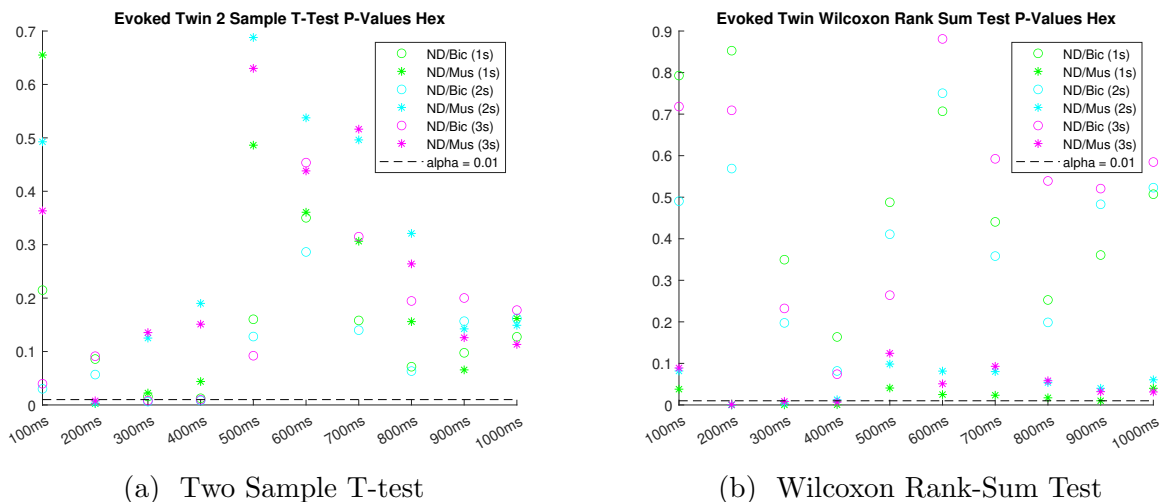 Evoked Twin 2 Sample T-Test P-Values Hex
0.7
0.6
0.5
0.4
0.3
0.2
0.1
0
ND/Bic (1s)
ND/Mus (1s)
ND/Bic (2s)
ND/Mus (2s)
ND/Bic (3s)
ND/Mus (3s)
alpha = 0.01
100ms
200ms
300ms
400ms
500ms
600ms
700ms
800ms
900ms
1000ms
(a) Two Sample T-test
Evoked Twin Wilcoxon Rank Sum Test P-Values Hex
0.9
0.8
0.7
0.6
0.5
0.4
0.3
0.2
0.1
0
ND/Bic (1s)
ND/Mus (1s)
ND/Bic (2s)
ND/Mus (2s)
ND/Bic (3s)
ND/Mus (3s)
alpha = 0.01
100ms
200ms
300ms
400ms
500ms
600ms
700ms
800ms
900ms
1000ms
(b) Wilcoxon Rank-Sum Test